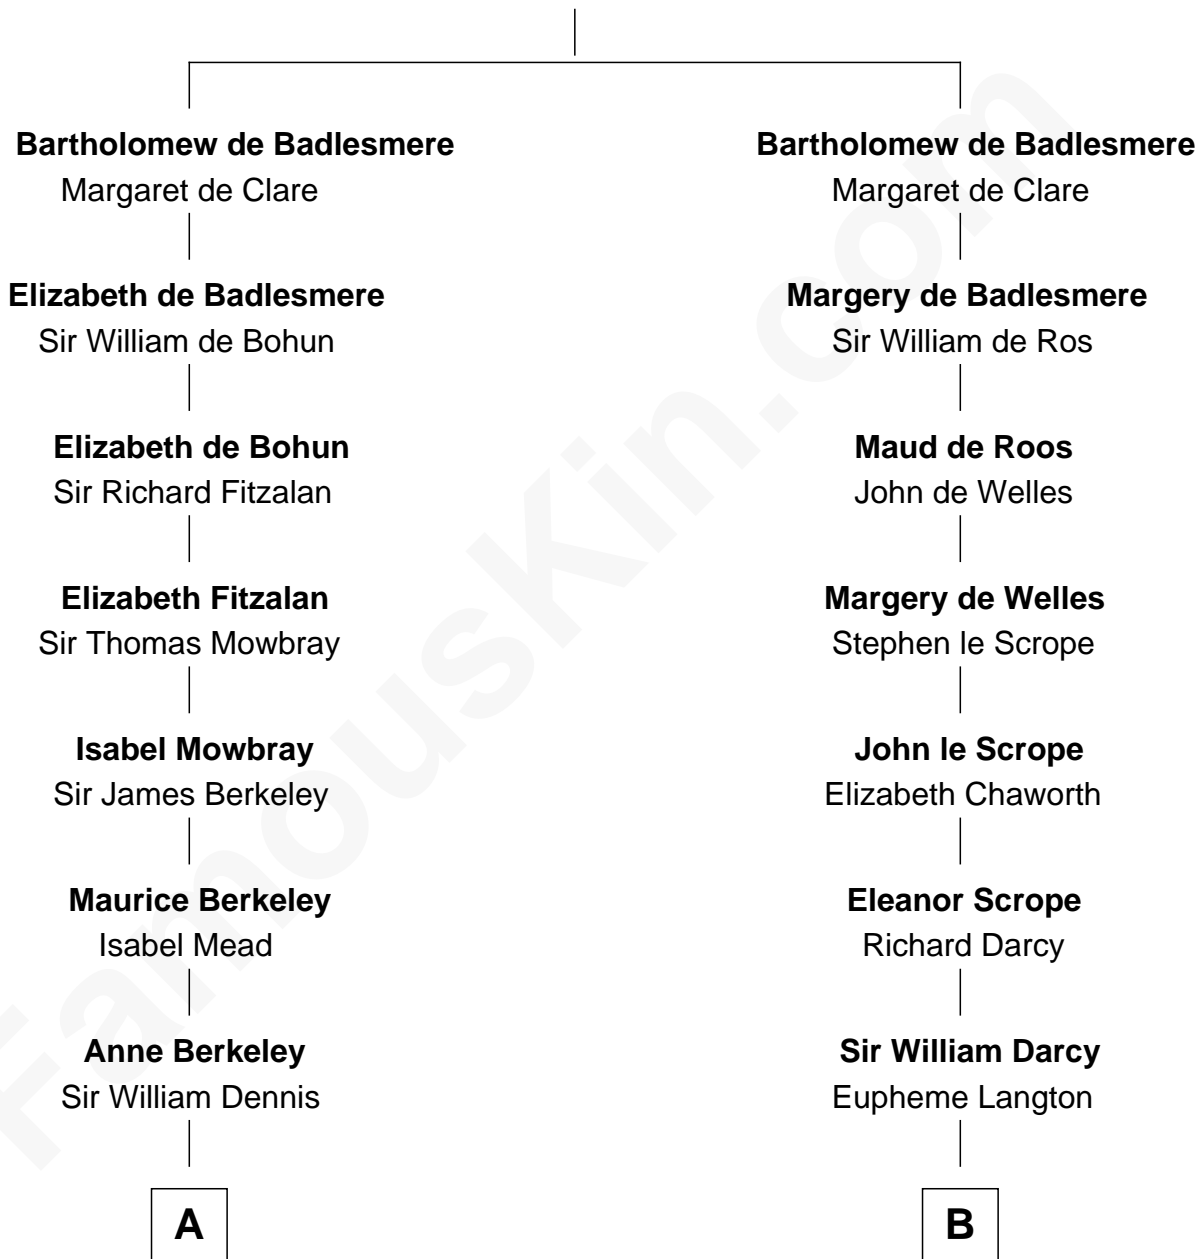 Bartholomew de Badlesmere
Margaret de Clare
Elizabeth de Badlesmere
Sir William de Bohun
Elizabeth de Bohun
Sir Richard Fitzalan
Elizabeth Fitzalan
Sir Thomas Mowbray
Isabel Mowbray
Sir James Berkeley
Maurice Berkeley
Isabel Mead
Anne Berkeley
Sir William Dennis
A
Bartholomew de Badlesmere
Margaret de Clare
Margery de Badlesmere
Sir William de Ros
Maud de Roos
John de Welles
Margery de Welles
Stephen le Scrope
John le Scrope
Elizabeth Chaworth
Eleanor Scrope
Richard Darcy
Sir William Darcy
Eupheme Langton
B
FamousKin.com